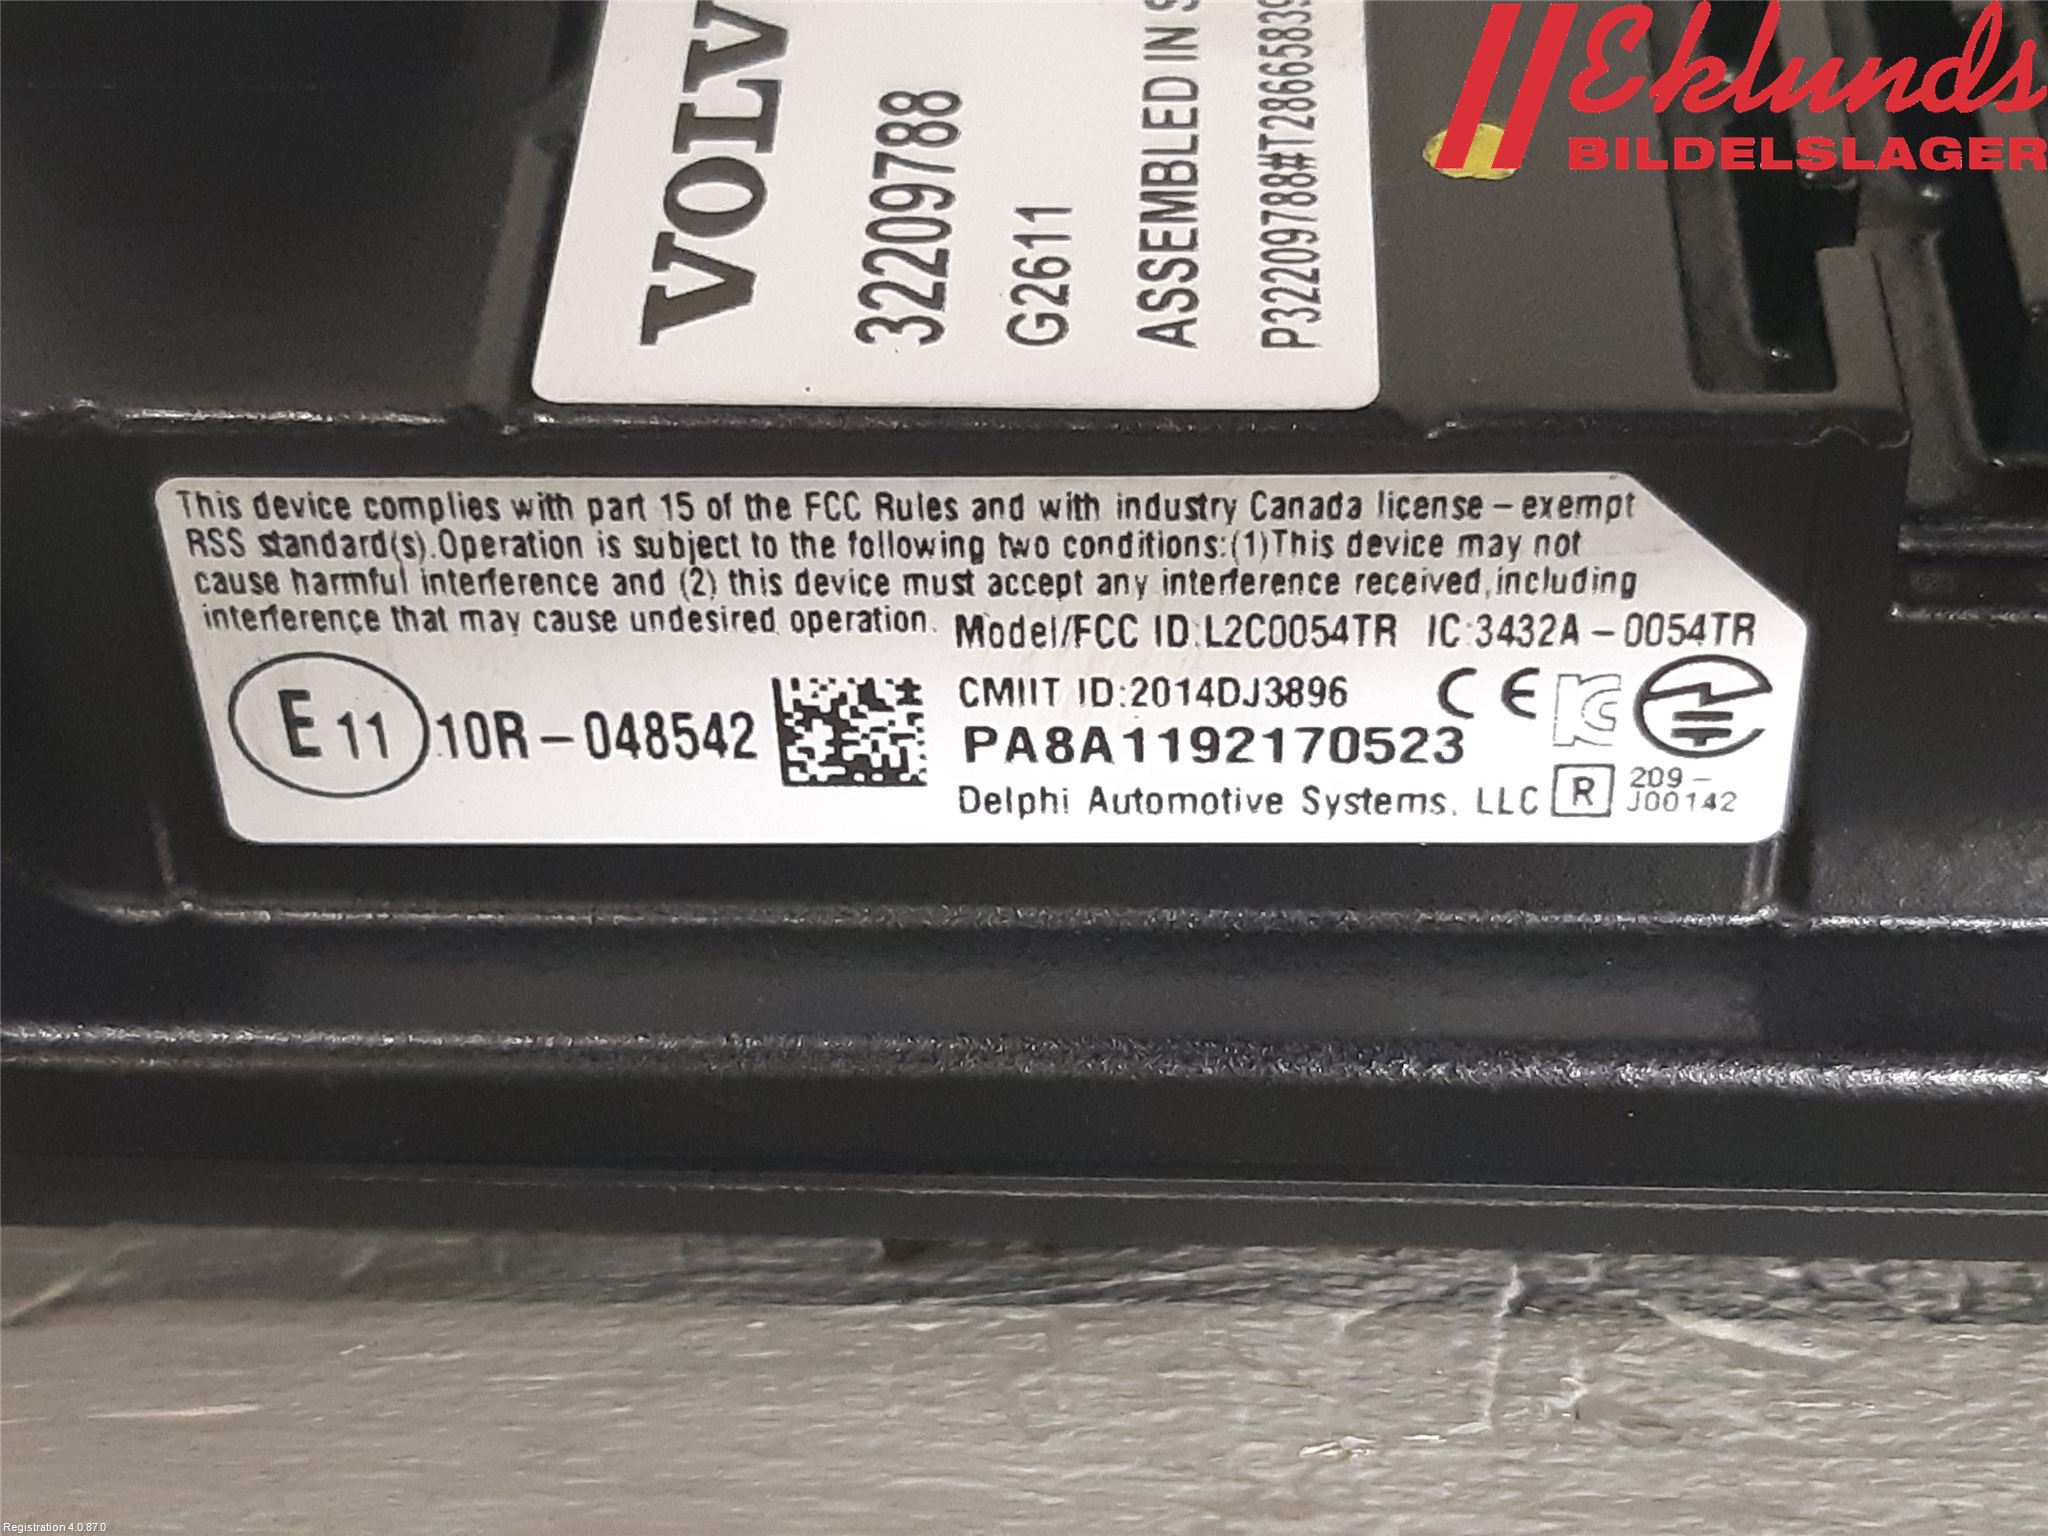 Eklunds
BILDELSLAGER
VOLV
32209788
G2611
ASSEMBLED IN S
P32209788#T28665839
This device complies with part 15 of the FCC Rules and with industry Canada license - exempt
RSS standard(s).Operation is subject to the following two conditions:(1)This device may not
cause harmful interference and (2) this device must accept any interference received,including
interference that may cause undesired operation. Model/FCC ID:L2C0054TR IC:3432A-0054TR
E 11 10R-048542
CMIIT ID:2014DJ3896 CE
PA8A1192170523
Delphi Automotive Systems, LLC R 209-
J00142
Registration 4.0.87.0